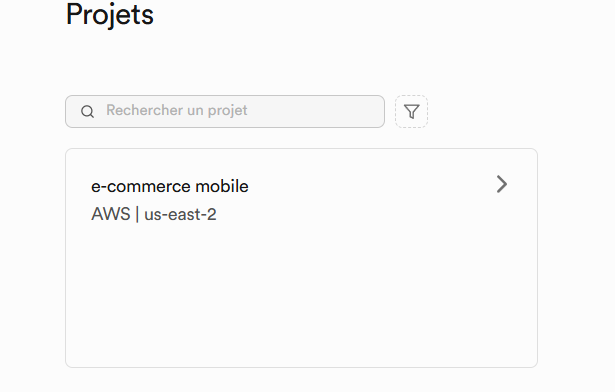 Projets
Rechercher un projet
e-commerce mobile
AWS | us-east-2